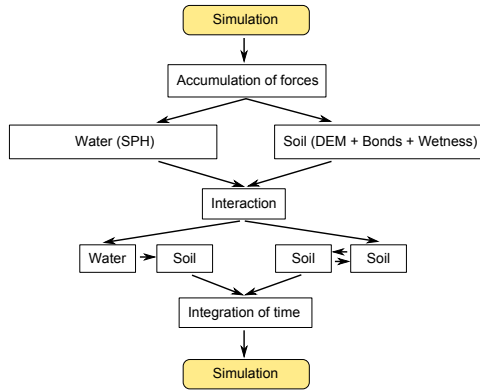 Simulation
Accumulation of forces
Water (SPH)
Soil (DEM + Bonds + Wetness)
Interaction
Water
Soil
Soil
Soil
Integration of time
Simulation